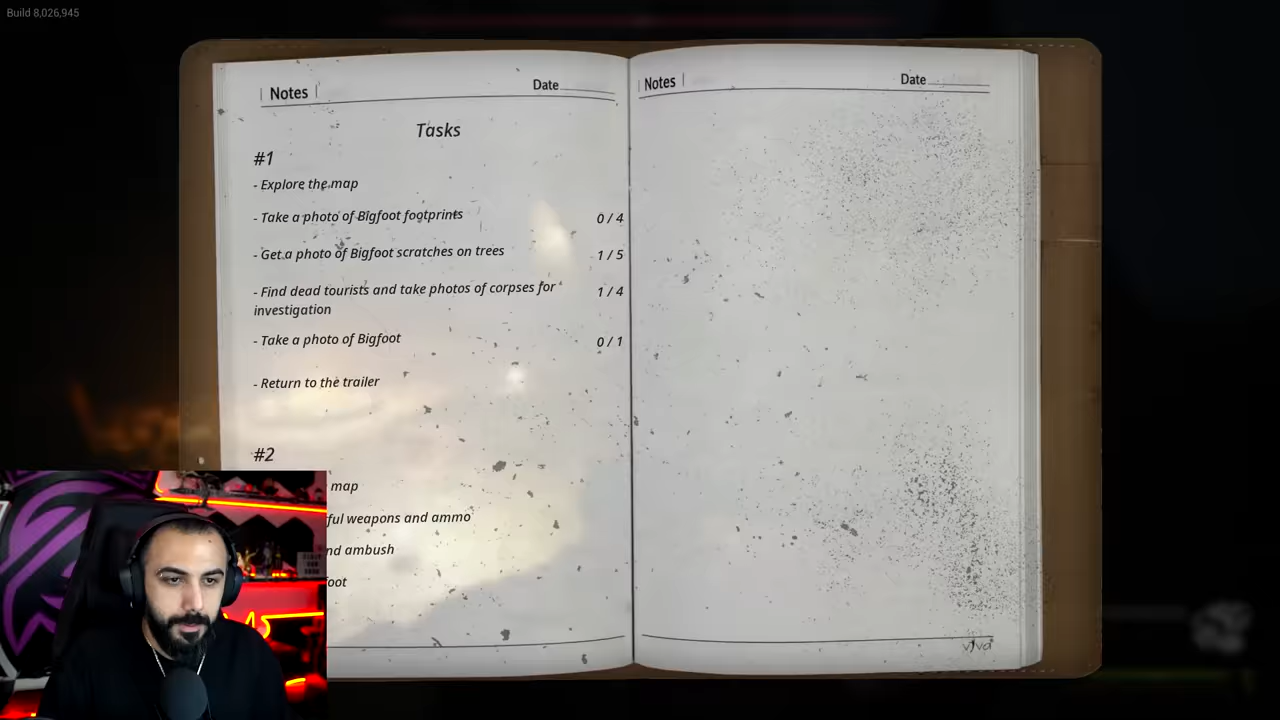 Build 8,026,945
Notes
Date
Notes
Date
Tasks
#1
- Explore the map
- Take a photo of Bigfoot footprints 0 / 4
- Get a photo of Bigfoot scratches on trees 1 / 5
- Find dead tourists and take photos of corpses for 1 / 4
investigation
- Take a photo of Bigfoot 0 / 1
- Return to the trailer
#2
map
ful weapons and ammo
nd ambush
foot
6